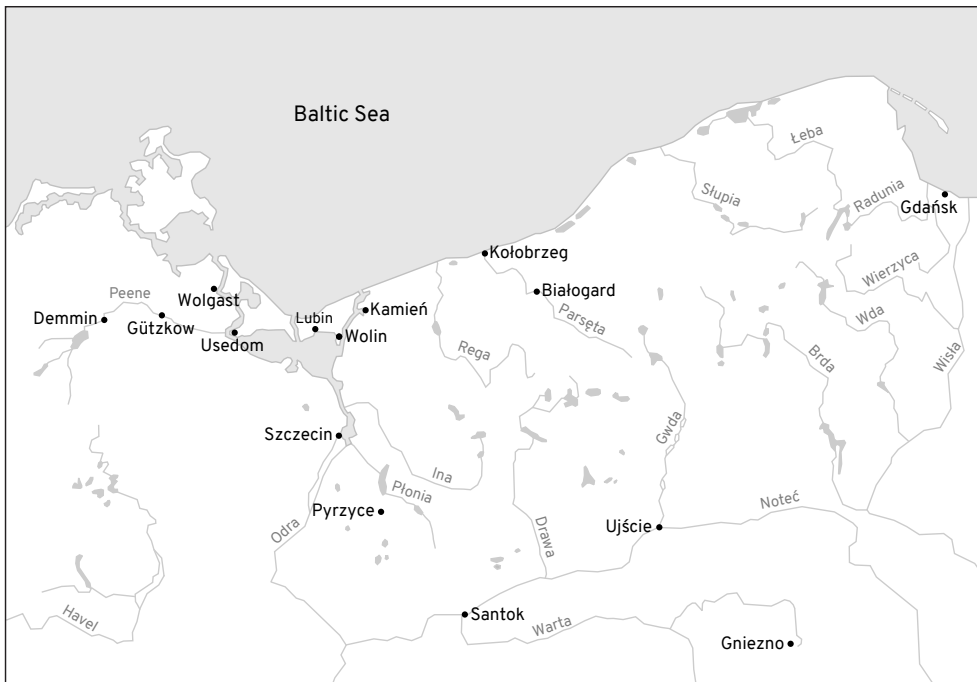 Baltic Sea
Łeba
Słupia
Radunia
Gdańsk
Kołobrzeg
Wierzyca
Peene
Wolgast
Białogard
Kamień
Demmin
Gützkow
Lubin
Parsęta
Wda
Usedom
Wolin
Rega
Brda
Wisła
Szczecin
Gwda
Ina
Płonia
Pyrzyce
Noteć
Odra
Ujście
Drawa
Havel
Santok
Warta
Gniezno